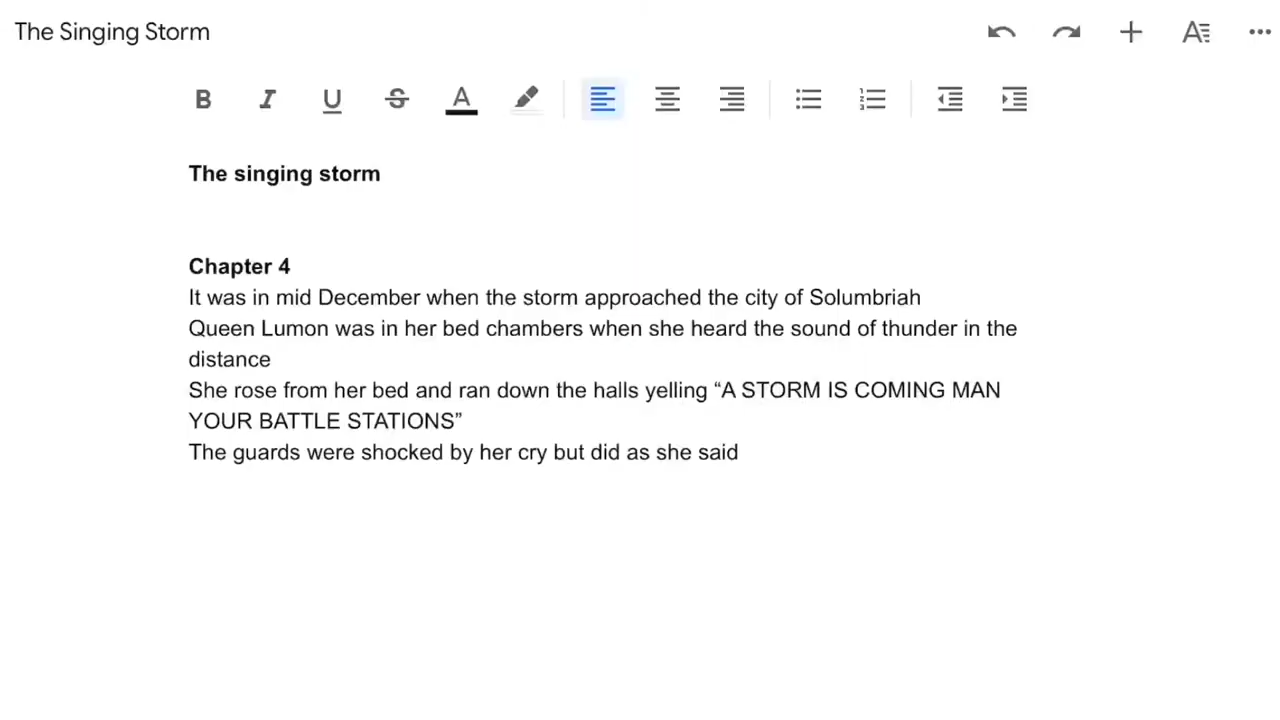 The Singing Storm
The singing storm
Chapter 4
It was in mid December when the storm approached the city of Solumbriah
Queen Lumon was in her bed chambers when she heard the sound of thunder in the
distance
She rose from her bed and ran down the halls yelling “A STORM IS COMING MAN
YOUR BATTLE STATIONS”
The guards were shocked by her cry but did as she said